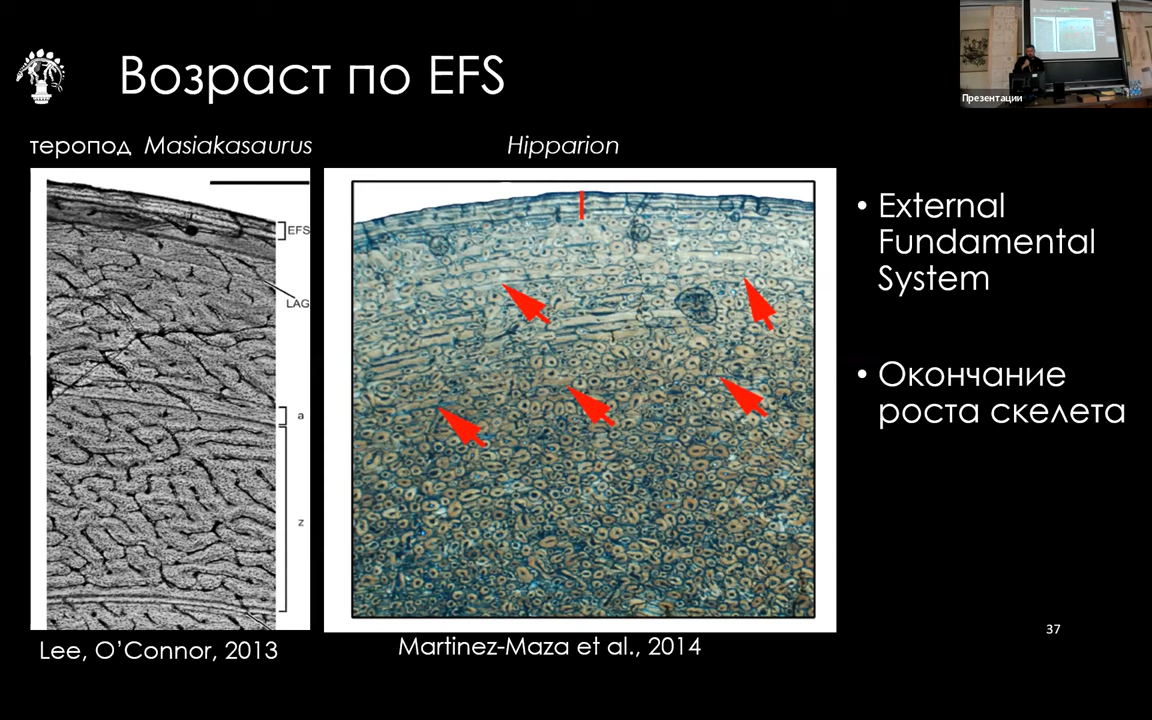 Возраст по EFS
Презентации
теропод Masiakasaurus
Hipparion
EFS
LAG
a
z
• External
Fundamental
System
• Окончание
роста скелета
Lee, O’Connor, 2013
Martinez-Maza et al., 2014
37